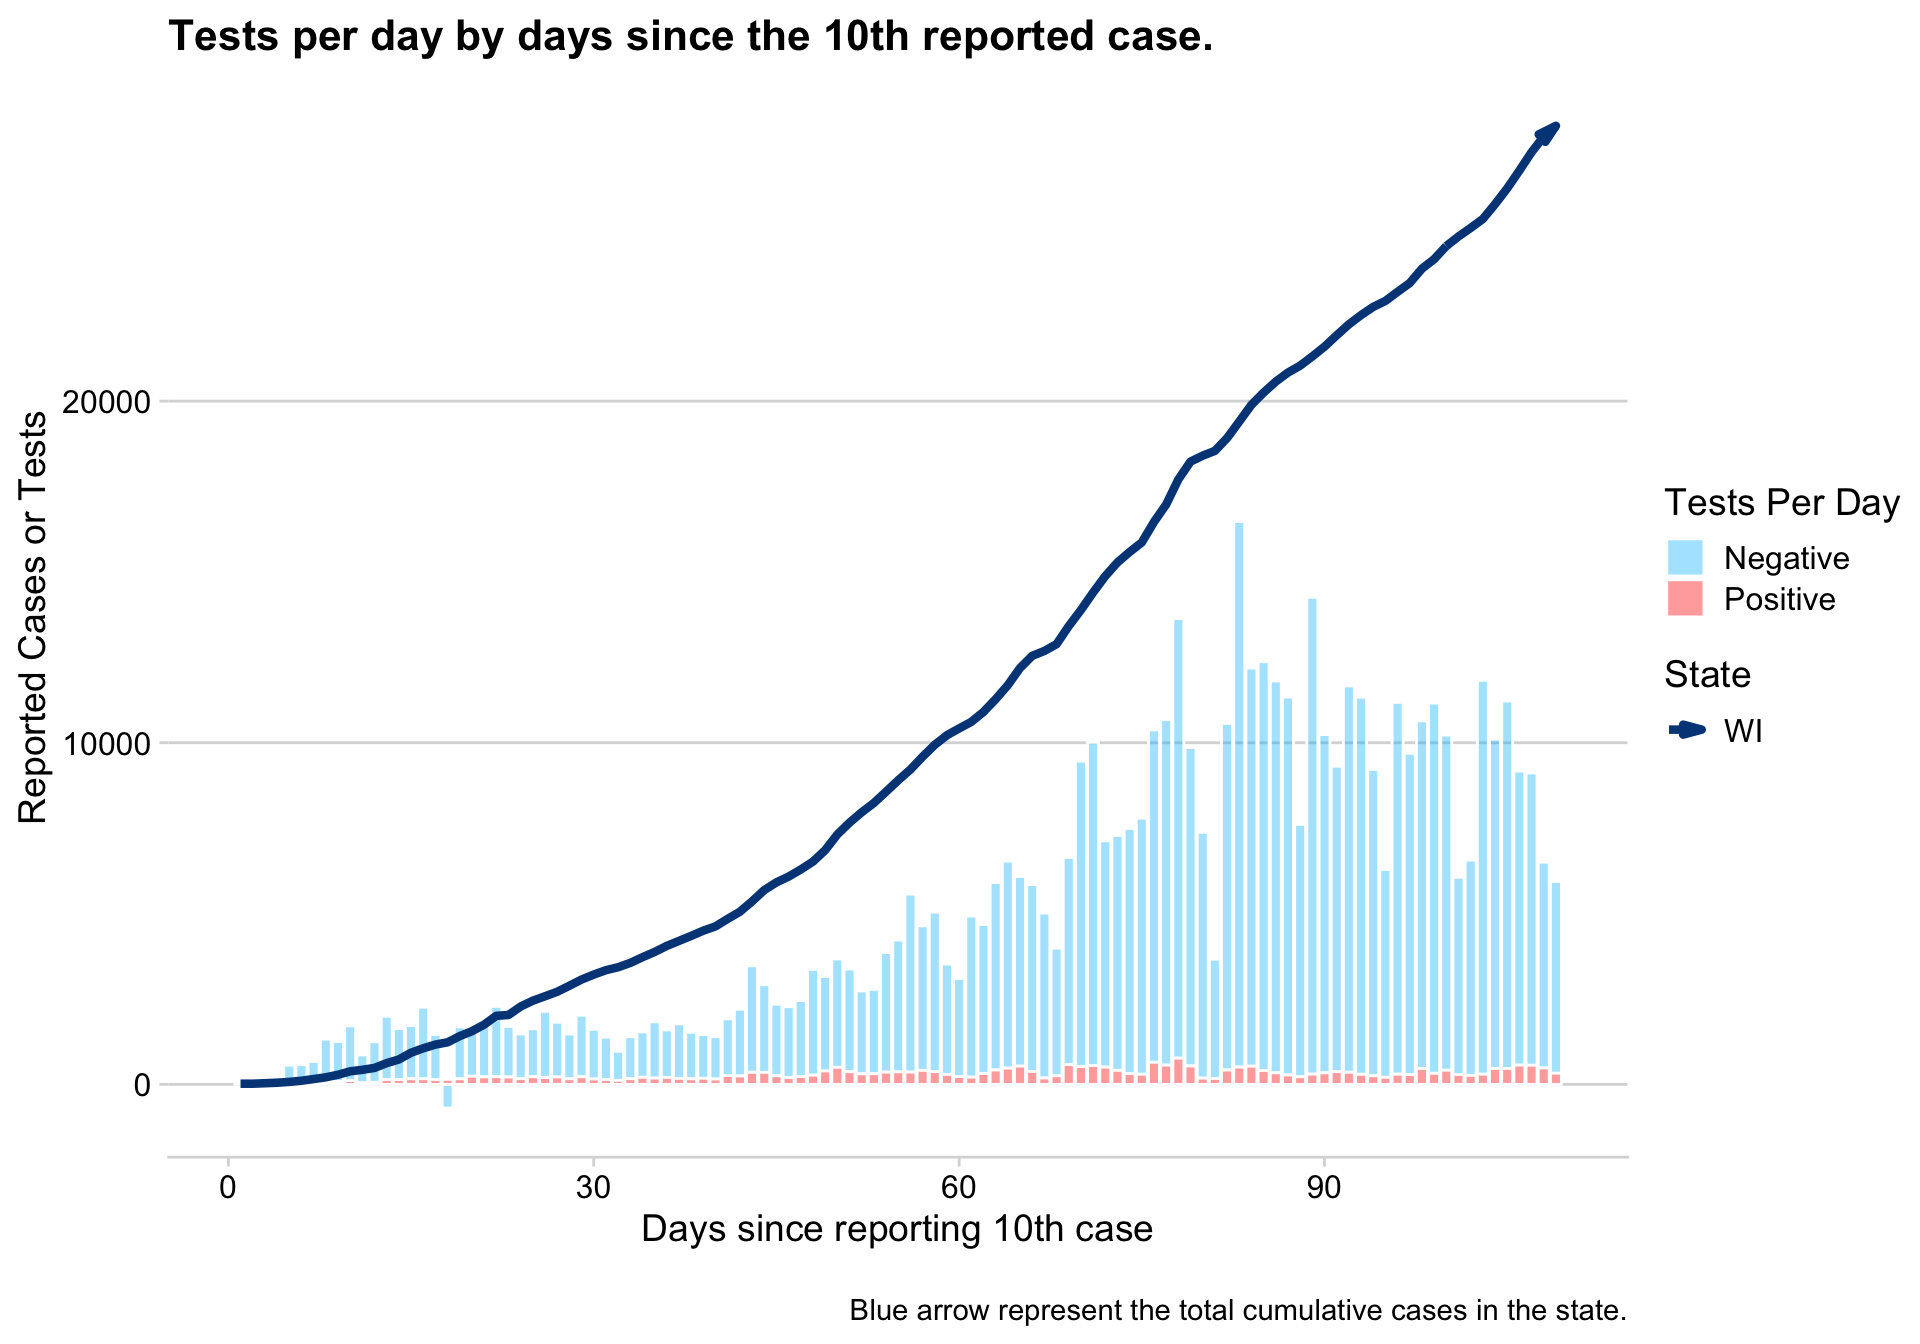 Tests per day by days since the 10th reported case.
Reported Cases or Tests
20000
10000
0
0
30
60
90
Days since reporting 10th case
Tests Per Day
Negative
Positive
State
WI
Blue arrow represent the total cumulative cases in the state.